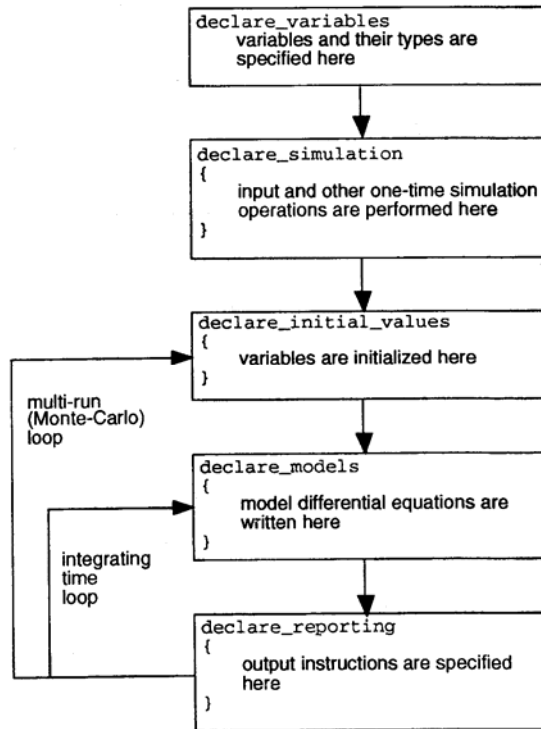 declare_variables
variables and their types are
specified here
declare_simulation
{
input and other one-time simulation
operations are performed here
}
declare_initial_values
{
variables are initialized here
}
multi-run
(Monte-Carlo)
loop
declare_models
{
model differential equations are
written here
}
integrating
time
loop
declare_reporting
{
output instructions are specified
here
}